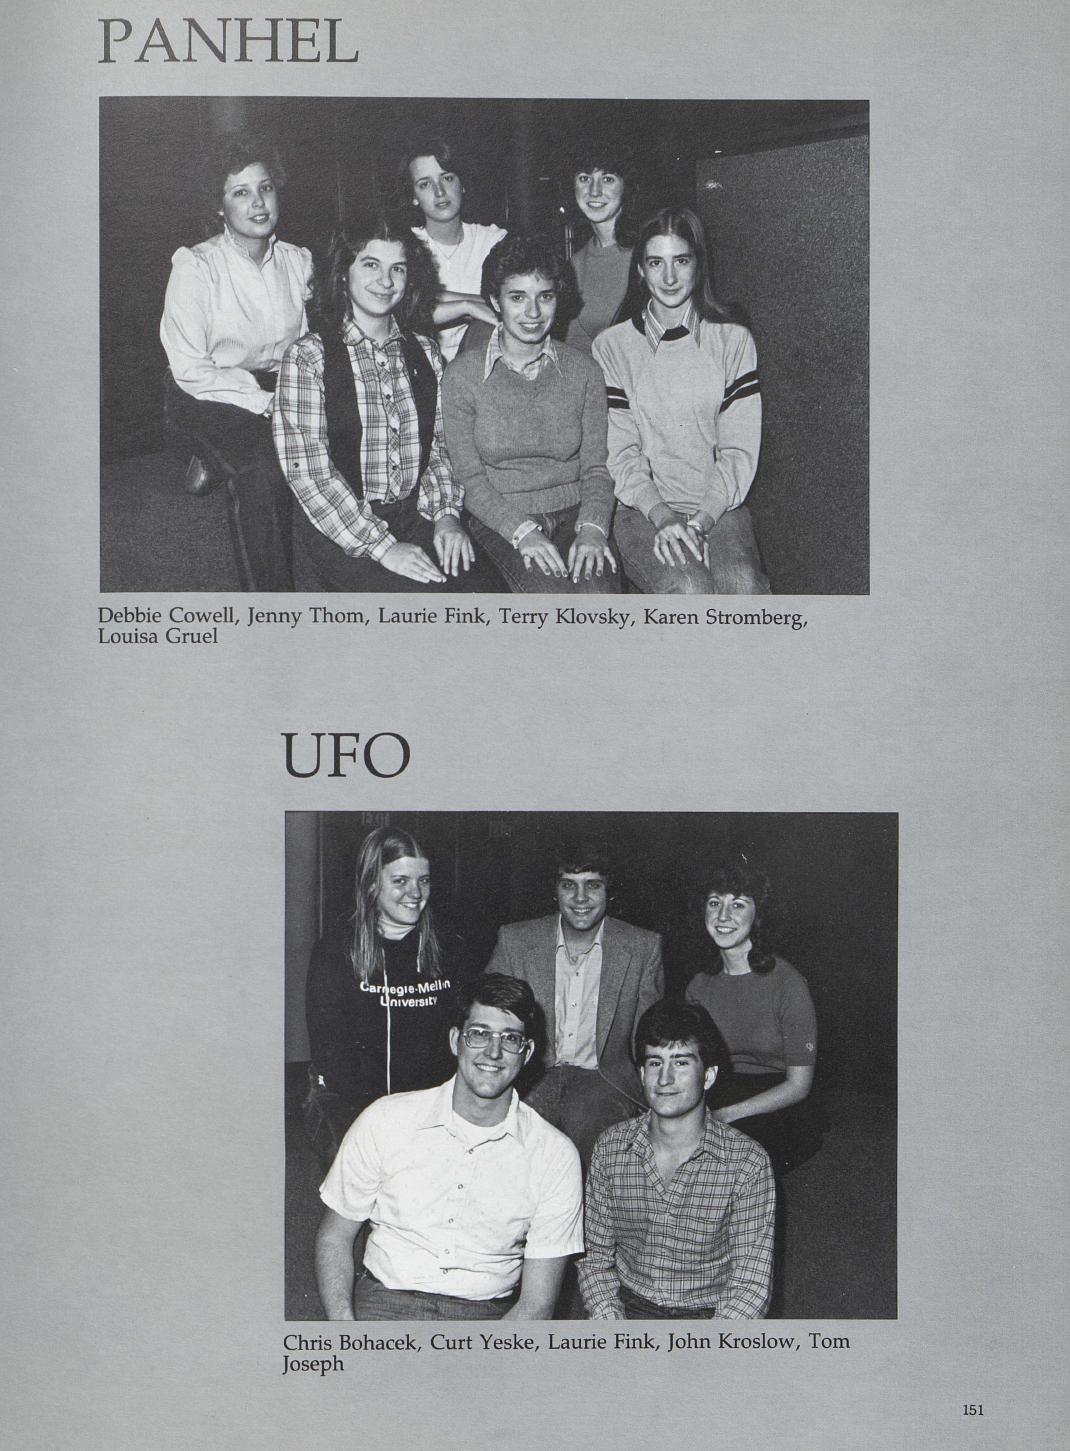 PANHEL
Debbie Cowell, Jenny Thom, Laurie Fink, Terry Klovsky, Karen Stromberg,
Louisa Gruel
UFO
Carnegie-Mellon
University
Chris Bohacek, Curt Yeske, Laurie Fink, John Kroslow, Tom
Joseph
151